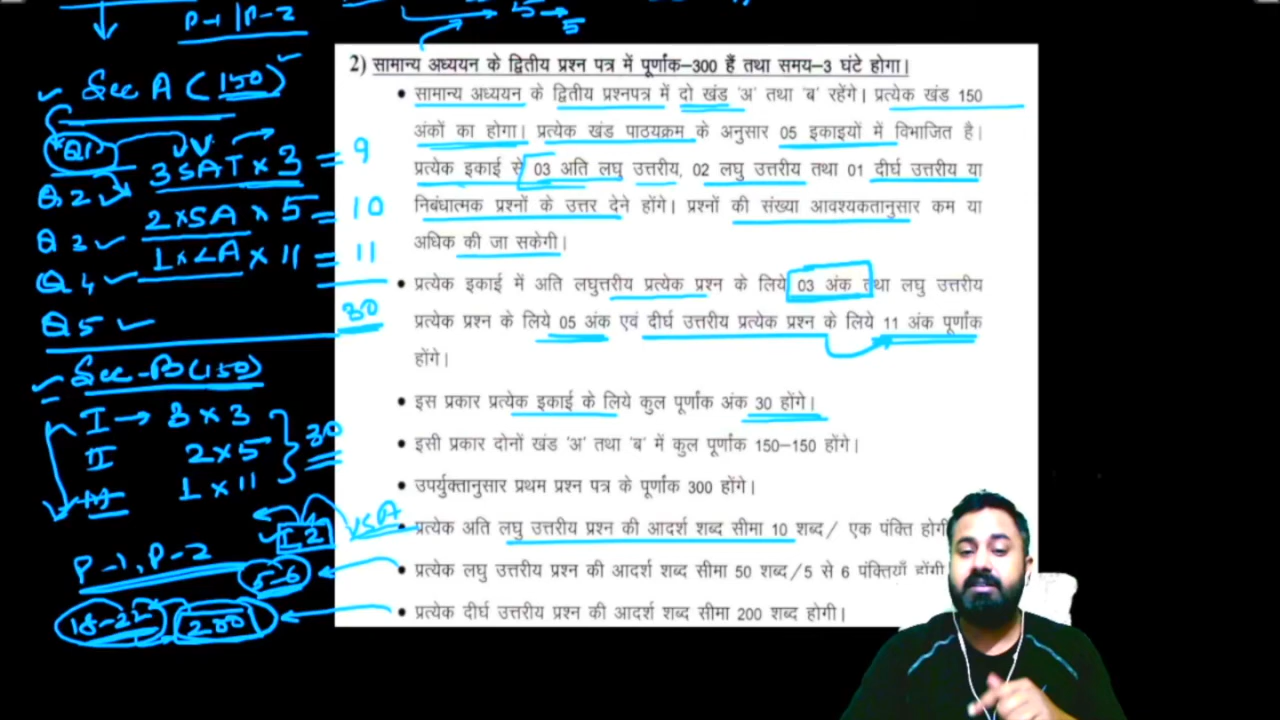 P-1 | P-2
5
5
Sec A (150)
Q1
3 SAT × 3 = 9
Q2
2 × SA × 5 = 10
Q3
1 × LA × 11 = 11
Q4
30
Q5
Sec-B (150)
I → 3 × 3
II 2 × 5
30
1 × 11
VSA
P-1, P-2
5-6
18-22 200
2) सामान्य अध्ययन के द्वितीय प्रश्न पत्र में पूर्णांक–300 हैं तथा समय–3 घंटे होगा।
• सामान्य अध्ययन के द्वितीय प्रश्नपत्र में दो खंड 'अ' तथा 'ब' रहेंगे। प्रत्येक खंड 150
अंकों का होगा। प्रत्येक खंड पाठयक्रम के अनुसार 05 इकाइयों में विभाजित है।
प्रत्येक इकाई से 03 अति लघु उत्तरीय, 02 लघु उत्तरीय तथा 01 दीर्घ उत्तरीय या
निबंधात्मक प्रश्नों के उत्तर देने होंगे। प्रश्नों की संख्या आवश्यकतानुसार कम या
अधिक की जा सकेगी।
• प्रत्येक इकाई में अति लघुत्तरीय प्रत्येक प्रश्न के लिये 03 अंक तथा लघु उत्तरीय
प्रत्येक प्रश्न के लिये 05 अंक एवं दीर्घ उत्तरीय प्रत्येक प्रश्न के लिये 11 अंक पूर्णांक
होंगे।
• इस प्रकार प्रत्येक इकाई के लिये कुल पूर्णांक अंक 30 होंगे।
• इसी प्रकार दोनों खंड 'अ' तथा 'ब' में कुल पूर्णांक 150–150 होंगे।
• उपर्युक्तानुसार प्रथम प्रश्न पत्र के पूर्णांक 300 होंगे।
• प्रत्येक अति लघु उत्तरीय प्रश्न की आदर्श शब्द सीमा 10 शब्द/ एक पंक्ति होगी
• प्रत्येक लघु उत्तरीय प्रश्न की आदर्श शब्द सीमा 50 शब्द/5 से 6 पंक्तियाँ होंगी
• प्रत्येक दीर्घ उत्तरीय प्रश्न की आदर्श शब्द सीमा 200 शब्द होगी।